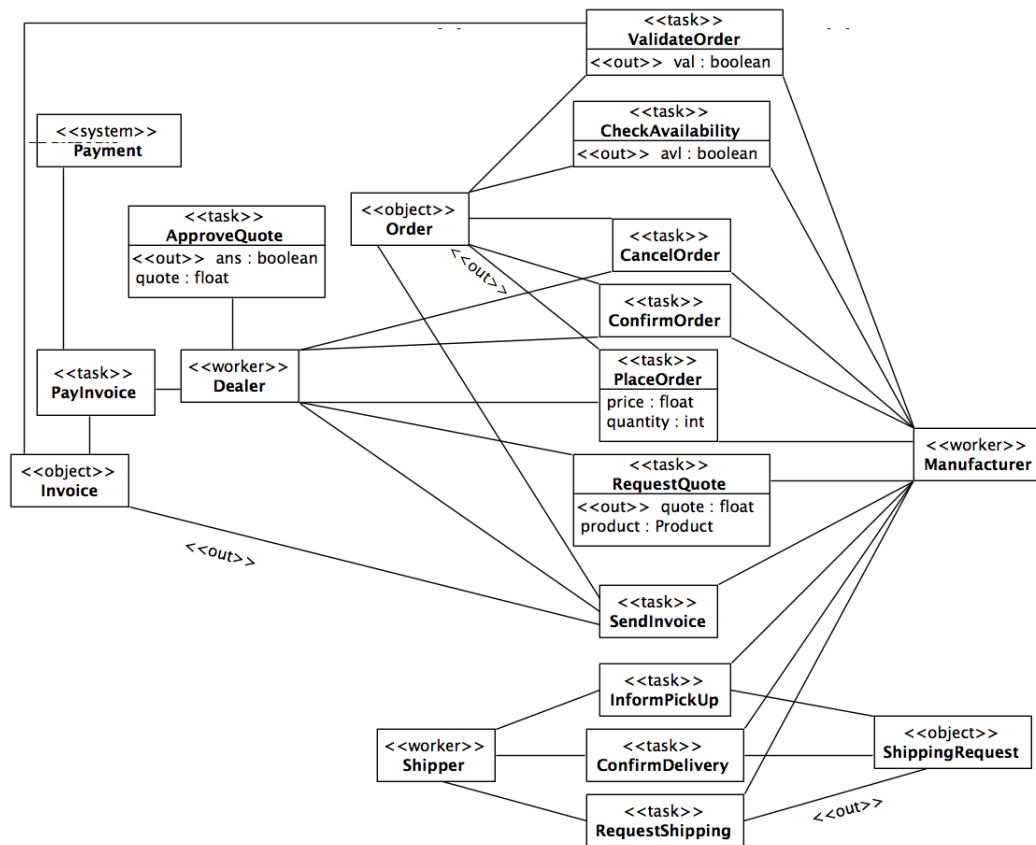 <<task>>
ValidateOrder
<<out>> val : boolean
<<task>>
CheckAvailability
<<out>> avl : boolean
<<system>>
Payment
<<task>>
ApproveQuote
<<out>> ans : boolean
quote : float
<<object>>
Order
<<out>>
<<task>>
CancelOrder
<<task>>
ConfirmOrder
<<task>>
PayInvoice
<<worker>>
Dealer
<<task>>
PlaceOrder
price : float
quantity : int
<<worker>>
Manufacturer
<<object>>
Invoice
<<task>>
RequestQuote
<<out>> quote : float
product : Product
<<out>>
<<task>>
SendInvoice
<<task>>
InformPickUp
<<worker>>
Shipper
<<task>>
ConfirmDelivery
<<object>>
ShippingRequest
<<task>>
RequestShipping
<<out>>